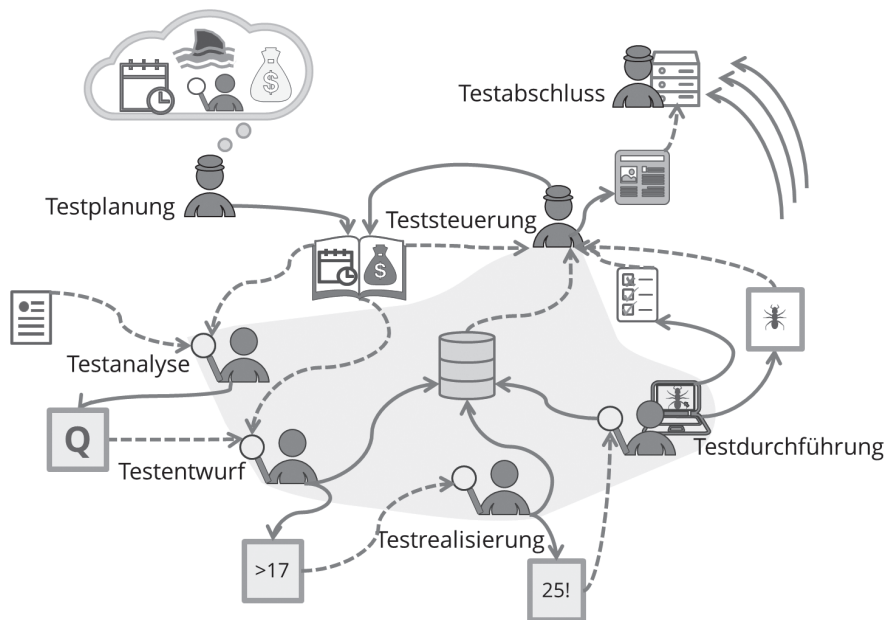 $
Testabschluss
Testplanung
Teststeuerung
$
Testanalyse
Q
Testentwurf
Testdurchführung
Testrealisierung
>17
25!